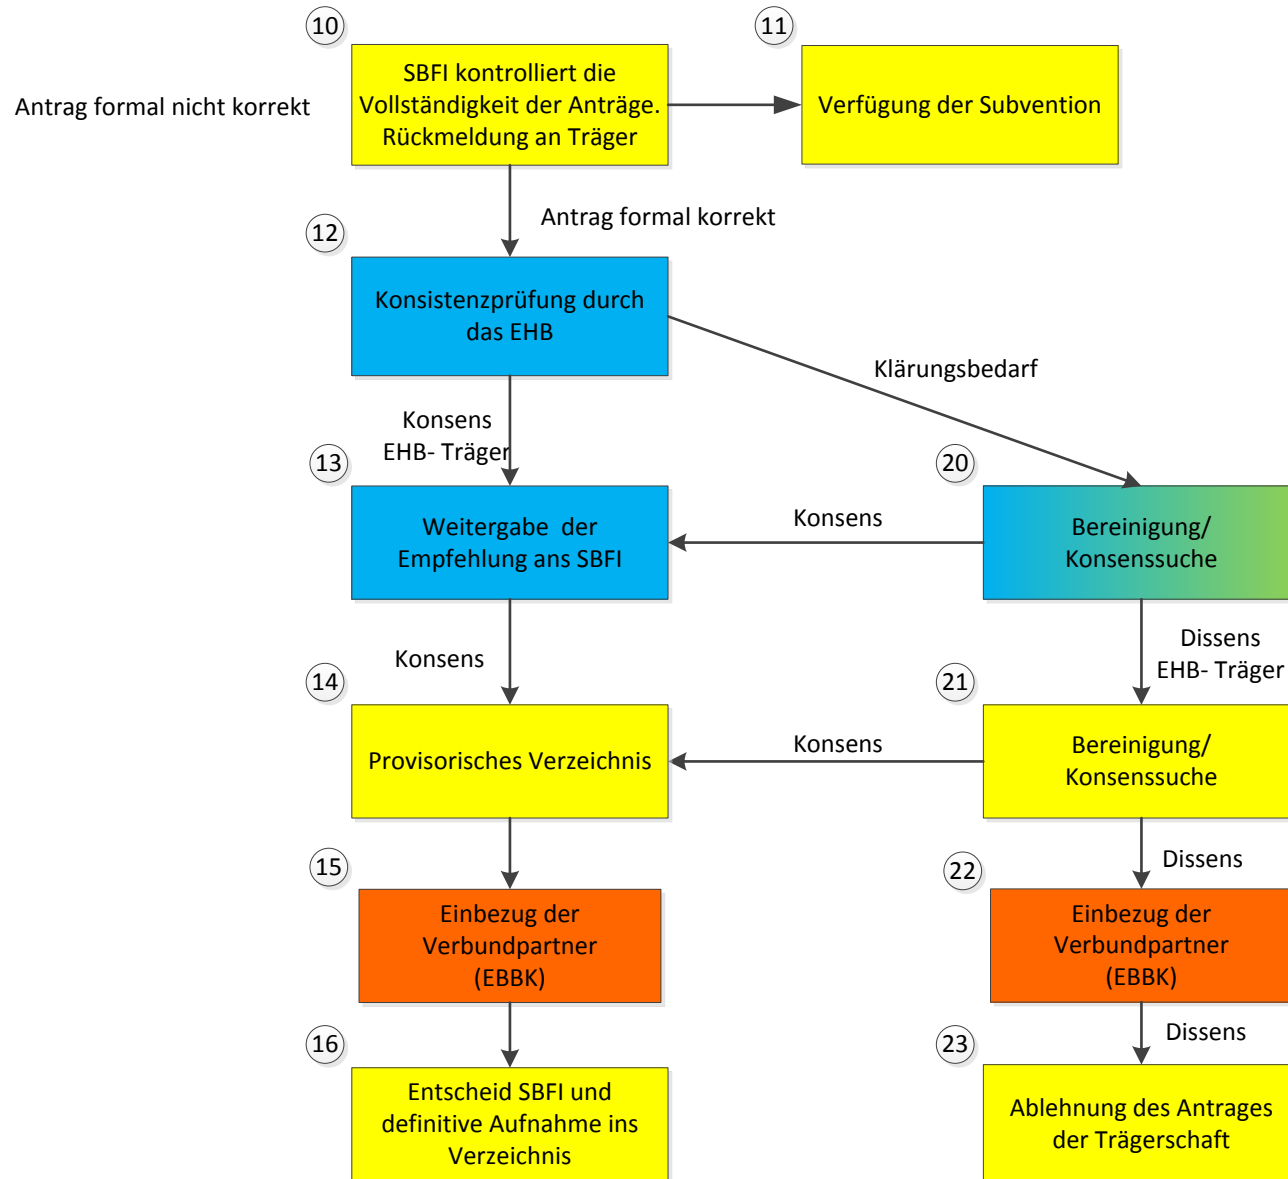 10
SBFI kontrolliert die
Vollständigkeit der Anträge.
Rückmeldung an Träger
11
Verfügung der Subvention
Antrag formal nicht korrekt
Antrag formal korrekt
12
Konsistenzprüfung durch
das EHB
Klärungsbedarf
Konsens
EHB- Träger
13
Weitergabe der
Empfehlung ans SBFI
Konsens
20
Bereinigung/
Konsenssuche
Konsens
Dissens
EHB- Träger
14
Provisorisches Verzeichnis
Konsens
21
Bereinigung/
Konsenssuche
Dissens
15
Einbezug der
Verbundpartner
(EBBK)
22
Einbezug der
Verbundpartner
(EBBK)
Dissens
16
Entscheid SBFI und
definitive Aufnahme ins
Verzeichnis
23
Ablehnung des Antrages
der Trägerschaft